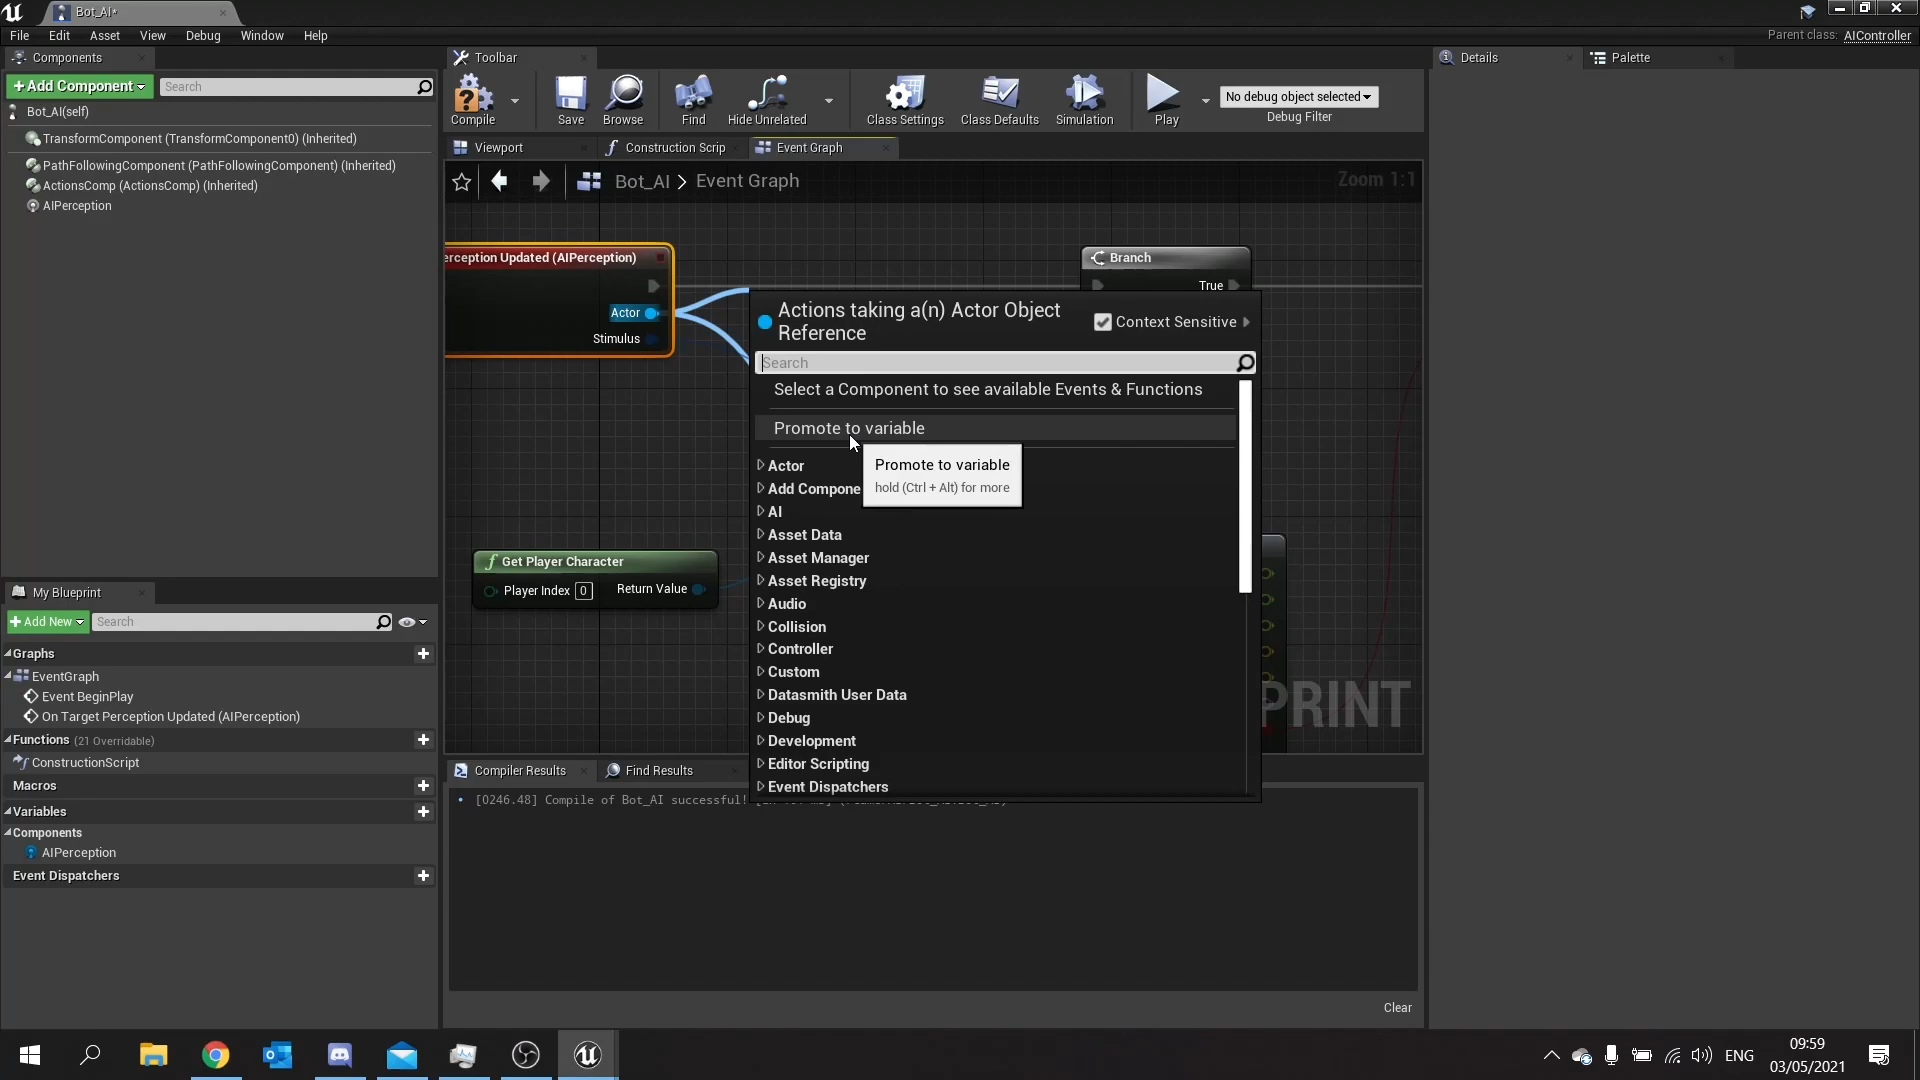 Bot_AI*
File Edit Asset View Debug Window Help
Parent class: AIController
Components
+Add Component
Search
Bot_AI(self)
TransformComponent (TransformComponent0) (Inherited)
PathFollowingComponent (PathFollowingComponent) (Inherited)
ActionsComp (ActionsComp) (Inherited)
AIPerception
My Blueprint
+Add New
Search
Graphs
EventGraph
Event BeginPlay
On Target Perception Updated (AIPerception)
Functions (21 Overridable)
ConstructionScript
Macros
Variables
Components
AIPerception
Event Dispatchers
Toolbar
Compile
Save
Browse
Find
Hide Unrelated
Class Settings
Class Defaults
Simulation
Play
No debug object selected
Debug Filter
Viewport
Construction Scrip
Event Graph
Bot_AI > Event Graph
Zoom 1:1
erception Updated (AIPerception)
Actor
Stimulus
Branch
True
Get Player Character
Player Index 0
Return Value
PRINT
Actions taking a(n) Actor Object
Reference
Context Sensitive
Search
Select a Component to see available Events & Functions
Promote to variable
Promote to variable
hold (Ctrl + Alt) for more
Actor
Add Compone
AI
Asset Data
Asset Manager
Asset Registry
Audio
Collision
Controller
Custom
Datasmith User Data
Debug
Development
Editor Scripting
Event Dispatchers
Compiler Results
Find Results
[0246.48] Compile of Bot_AI successful!
Clear
Details
Palette
ENG
09:59
03/05/2021